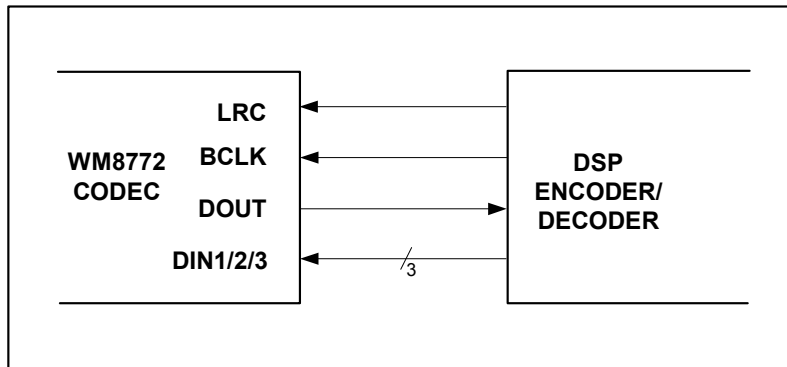 LRC
WM8772
CODEC
BCLK
DOUT
DIN1/2/3
3
DSP
ENCODER/
DECODER